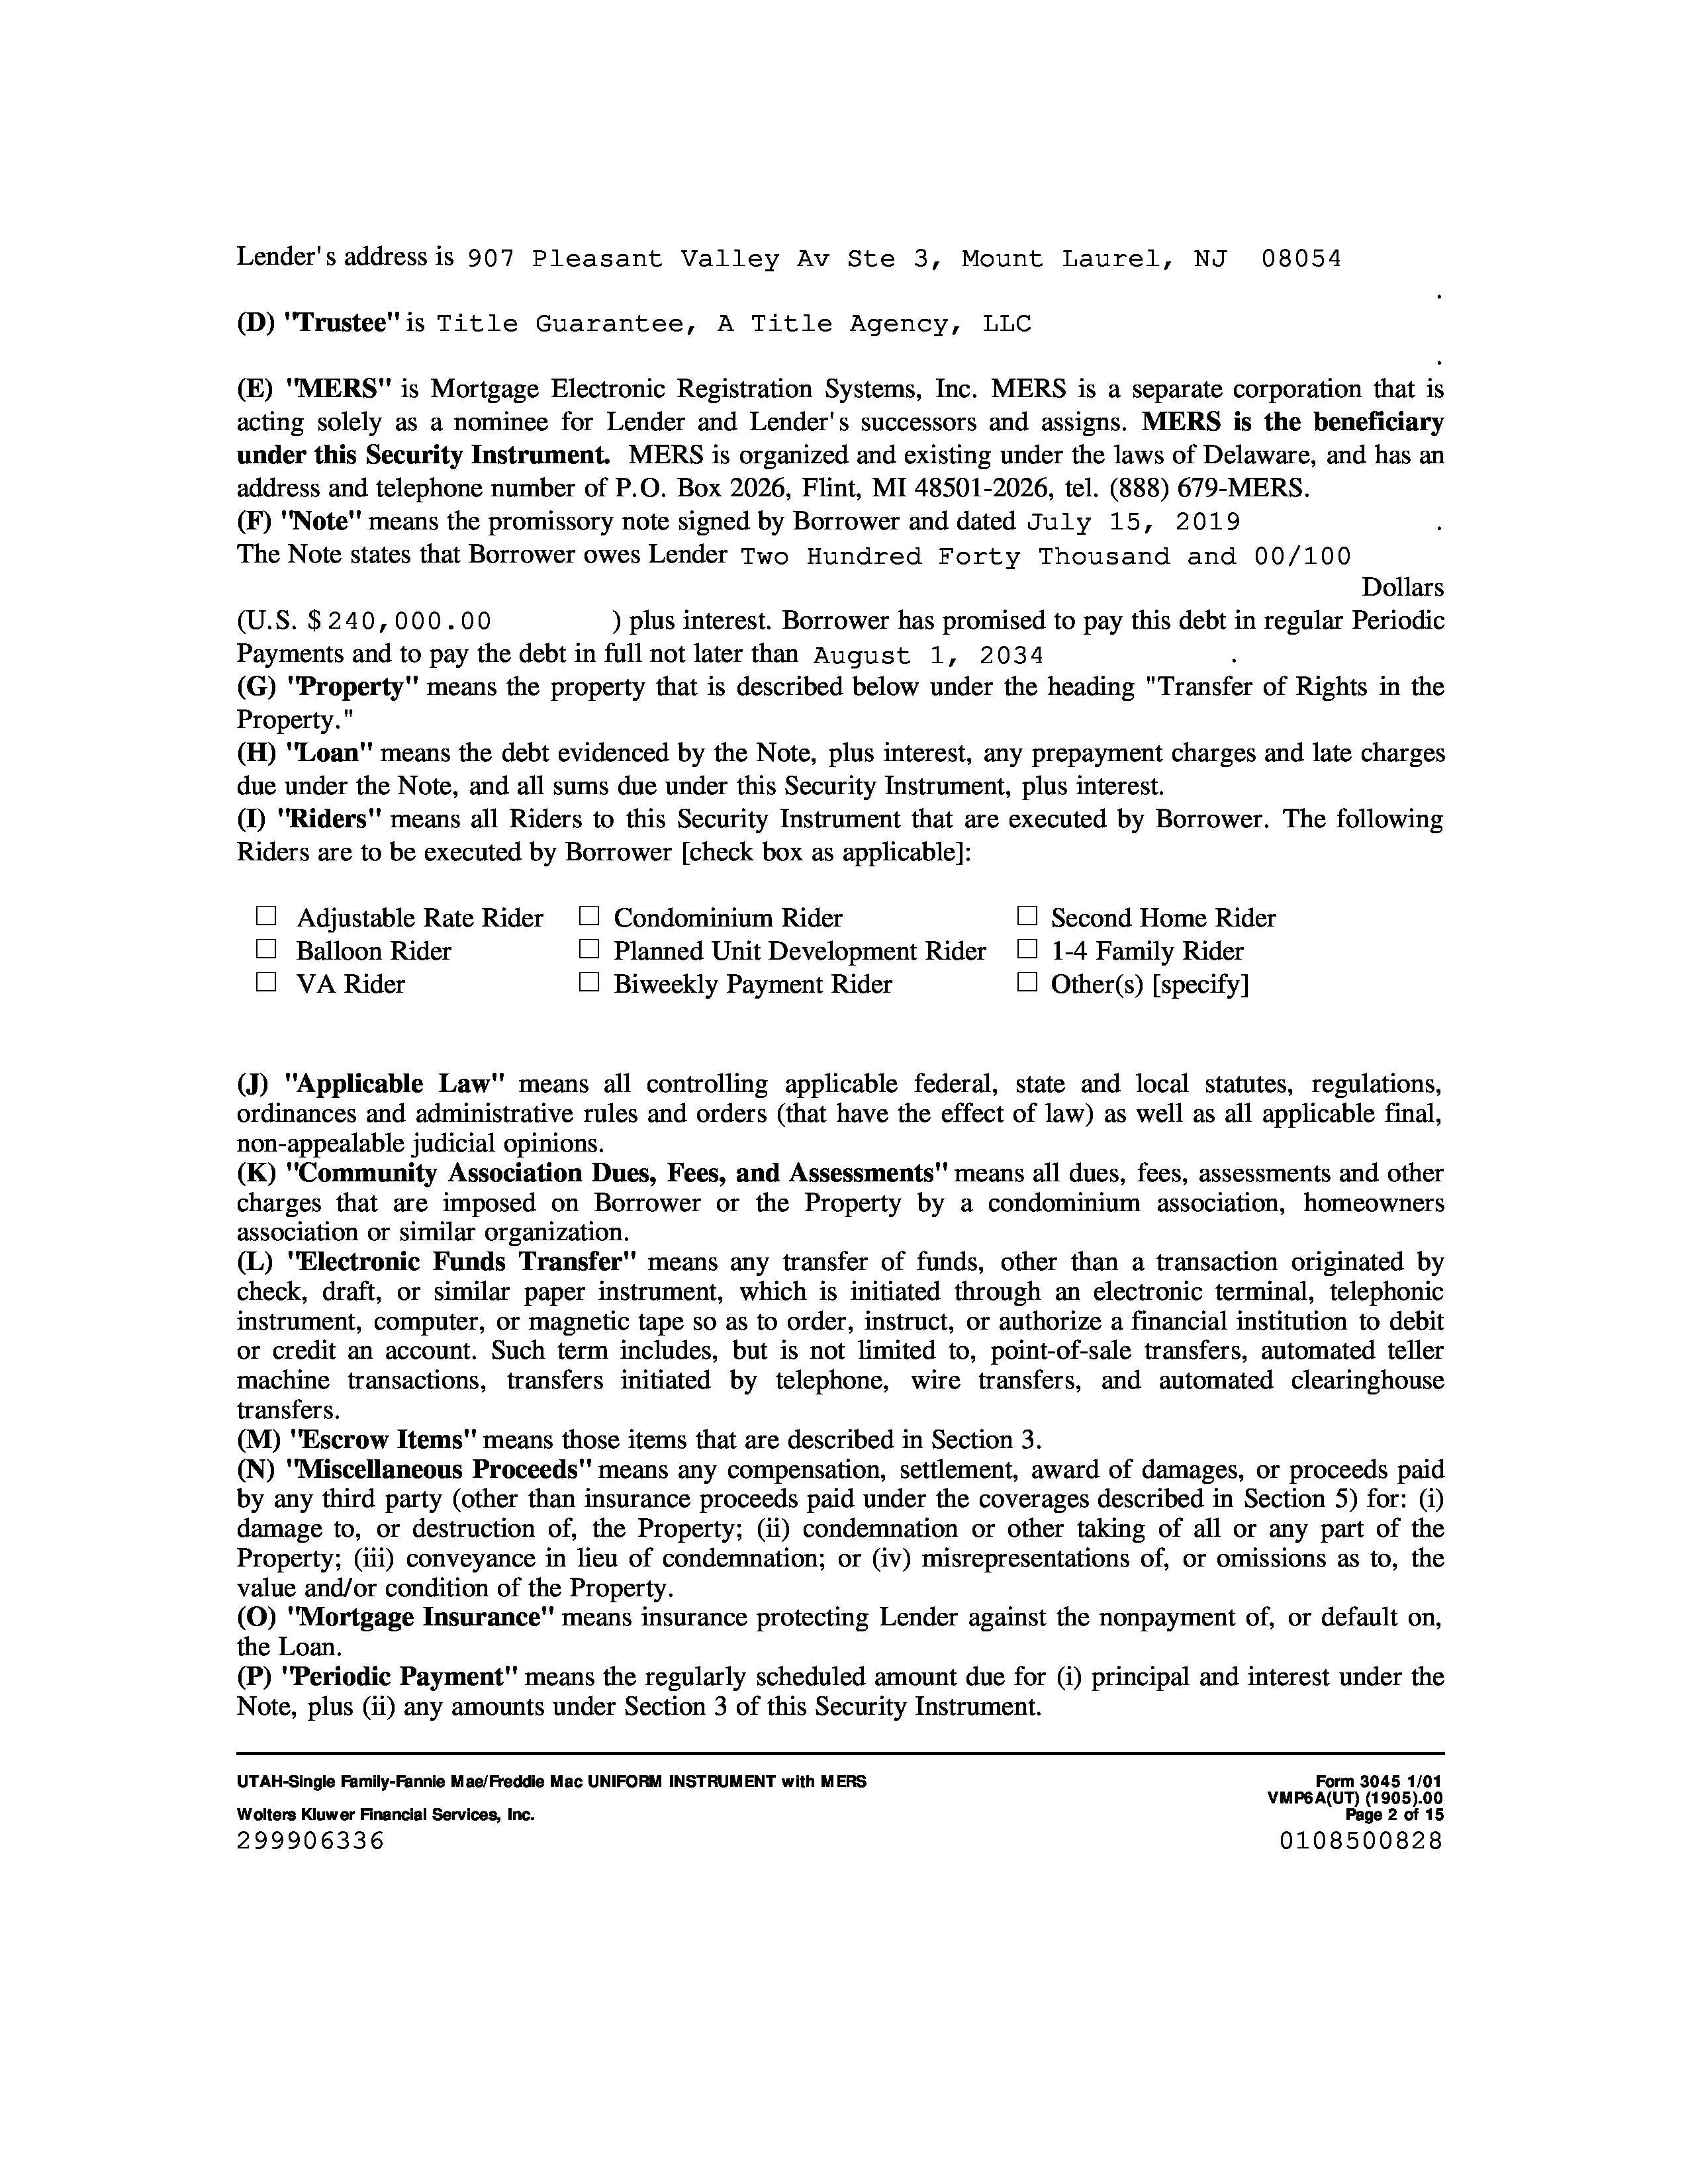 Lender's address is 907 Pleasant Valley Av Ste 3, Mount Laurel, NJ 08054
.
(D) "Trustee" is Title Guarantee, A Title Agency, LLC
.
(E) "MERS" is Mortgage Electronic Registration Systems, Inc. MERS is a separate corporation that is
acting solely as a nominee for Lender and Lender's successors and assigns. MERS is the beneficiary
under this Security Instrument. MERS is organized and existing under the laws of Delaware, and has an
address and telephone number of P.O. Box 2026, Flint, MI 48501-2026, tel. (888) 679-MERS.
(F) "Note" means the promissory note signed by Borrower and dated July 15, 2019 .
The Note states that Borrower owes Lender Two Hundred Forty Thousand and 00/100
Dollars
(U.S. $240,000.00 ) plus interest. Borrower has promised to pay this debt in regular Periodic
Payments and to pay the debt in full not later than August 1, 2034 .
(G) "Property" means the property that is described below under the heading "Transfer of Rights in the
Property."
(H) "Loan" means the debt evidenced by the Note, plus interest, any prepayment charges and late charges
due under the Note, and all sums due under this Security Instrument, plus interest.
(I) "Riders" means all Riders to this Security Instrument that are executed by Borrower. The following
Riders are to be executed by Borrower [check box as applicable]:
☐ Adjustable Rate Rider ☐ Condominium Rider ☐ Second Home Rider
☐ Balloon Rider ☐ Planned Unit Development Rider ☐ 1-4 Family Rider
☐ VA Rider ☐ Biweekly Payment Rider ☐ Other(s) [specify]
(J) "Applicable Law" means all controlling applicable federal, state and local statutes, regulations,
ordinances and administrative rules and orders (that have the effect of law) as well as all applicable final,
non-appealable judicial opinions.
(K) "Community Association Dues, Fees, and Assessments" means all dues, fees, assessments and other
charges that are imposed on Borrower or the Property by a condominium association, homeowners
association or similar organization.
(L) "Electronic Funds Transfer" means any transfer of funds, other than a transaction originated by
check, draft, or similar paper instrument, which is initiated through an electronic terminal, telephonic
instrument, computer, or magnetic tape so as to order, instruct, or authorize a financial institution to debit
or credit an account. Such term includes, but is not limited to, point-of-sale transfers, automated teller
machine transactions, transfers initiated by telephone, wire transfers, and automated clearinghouse
transfers.
(M) "Escrow Items" means those items that are described in Section 3.
(N) "Miscellaneous Proceeds" means any compensation, settlement, award of damages, or proceeds paid
by any third party (other than insurance proceeds paid under the coverages described in Section 5) for: (i)
damage to, or destruction of, the Property; (ii) condemnation or other taking of all or any part of the
Property; (iii) conveyance in lieu of condemnation; or (iv) misrepresentations of, or omissions as to, the
value and/or condition of the Property.
(O) "Mortgage Insurance" means insurance protecting Lender against the nonpayment of, or default on,
the Loan.
(P) "Periodic Payment" means the regularly scheduled amount due for (i) principal and interest under the
Note, plus (ii) any amounts under Section 3 of this Security Instrument.
UTAH-Single Family-Fannie Mae/Freddie Mac UNIFORM INSTRUMENT with MERS Form 3045 1/01
VMP6A(UT) (1905).00
Wolters Kluwer Financial Services, Inc. Page 2 of 15
299906336 0108500828